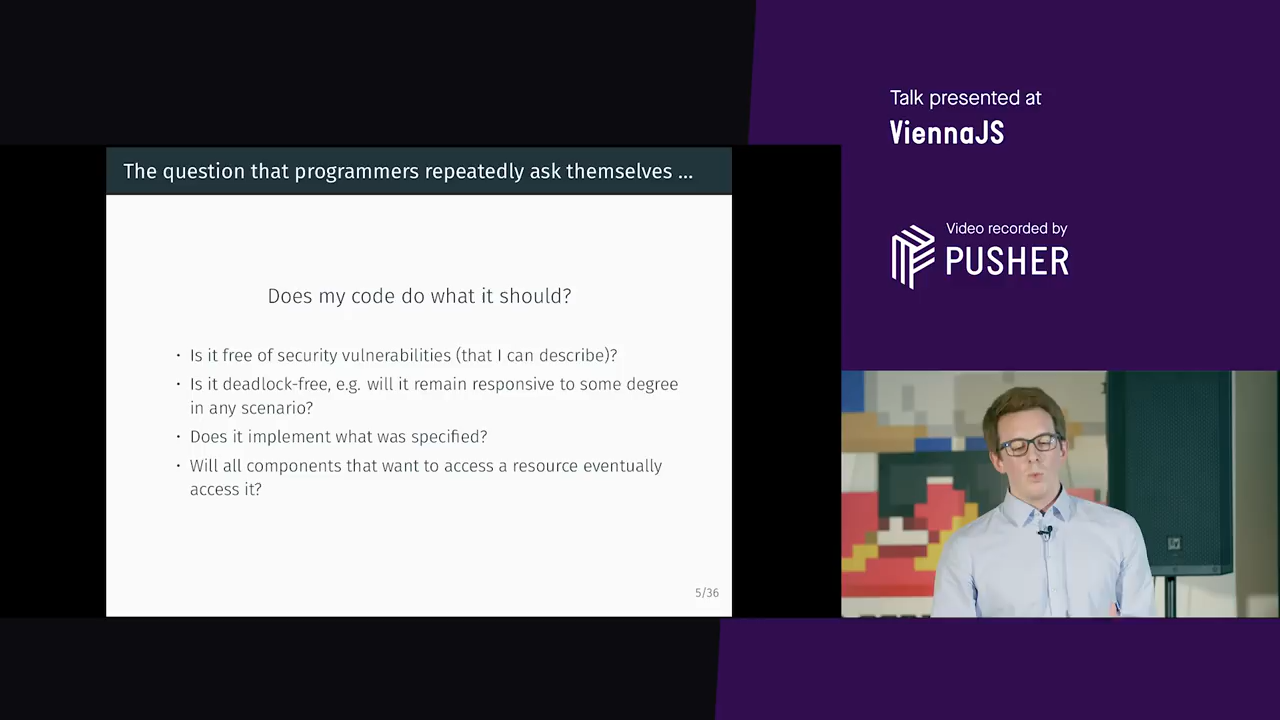 The question that programmers repeatedly ask themselves ...
Does my code do what it should?
· Is it free of security vulnerabilities (that I can describe)?
· Is it deadlock-free, e.g. will it remain responsive to some degree
in any scenario?
· Does it implement what was specified?
· Will all components that want to access a resource eventually
access it?
5/36
Talk presented at
ViennaJS
Video recorded by
PUSHER